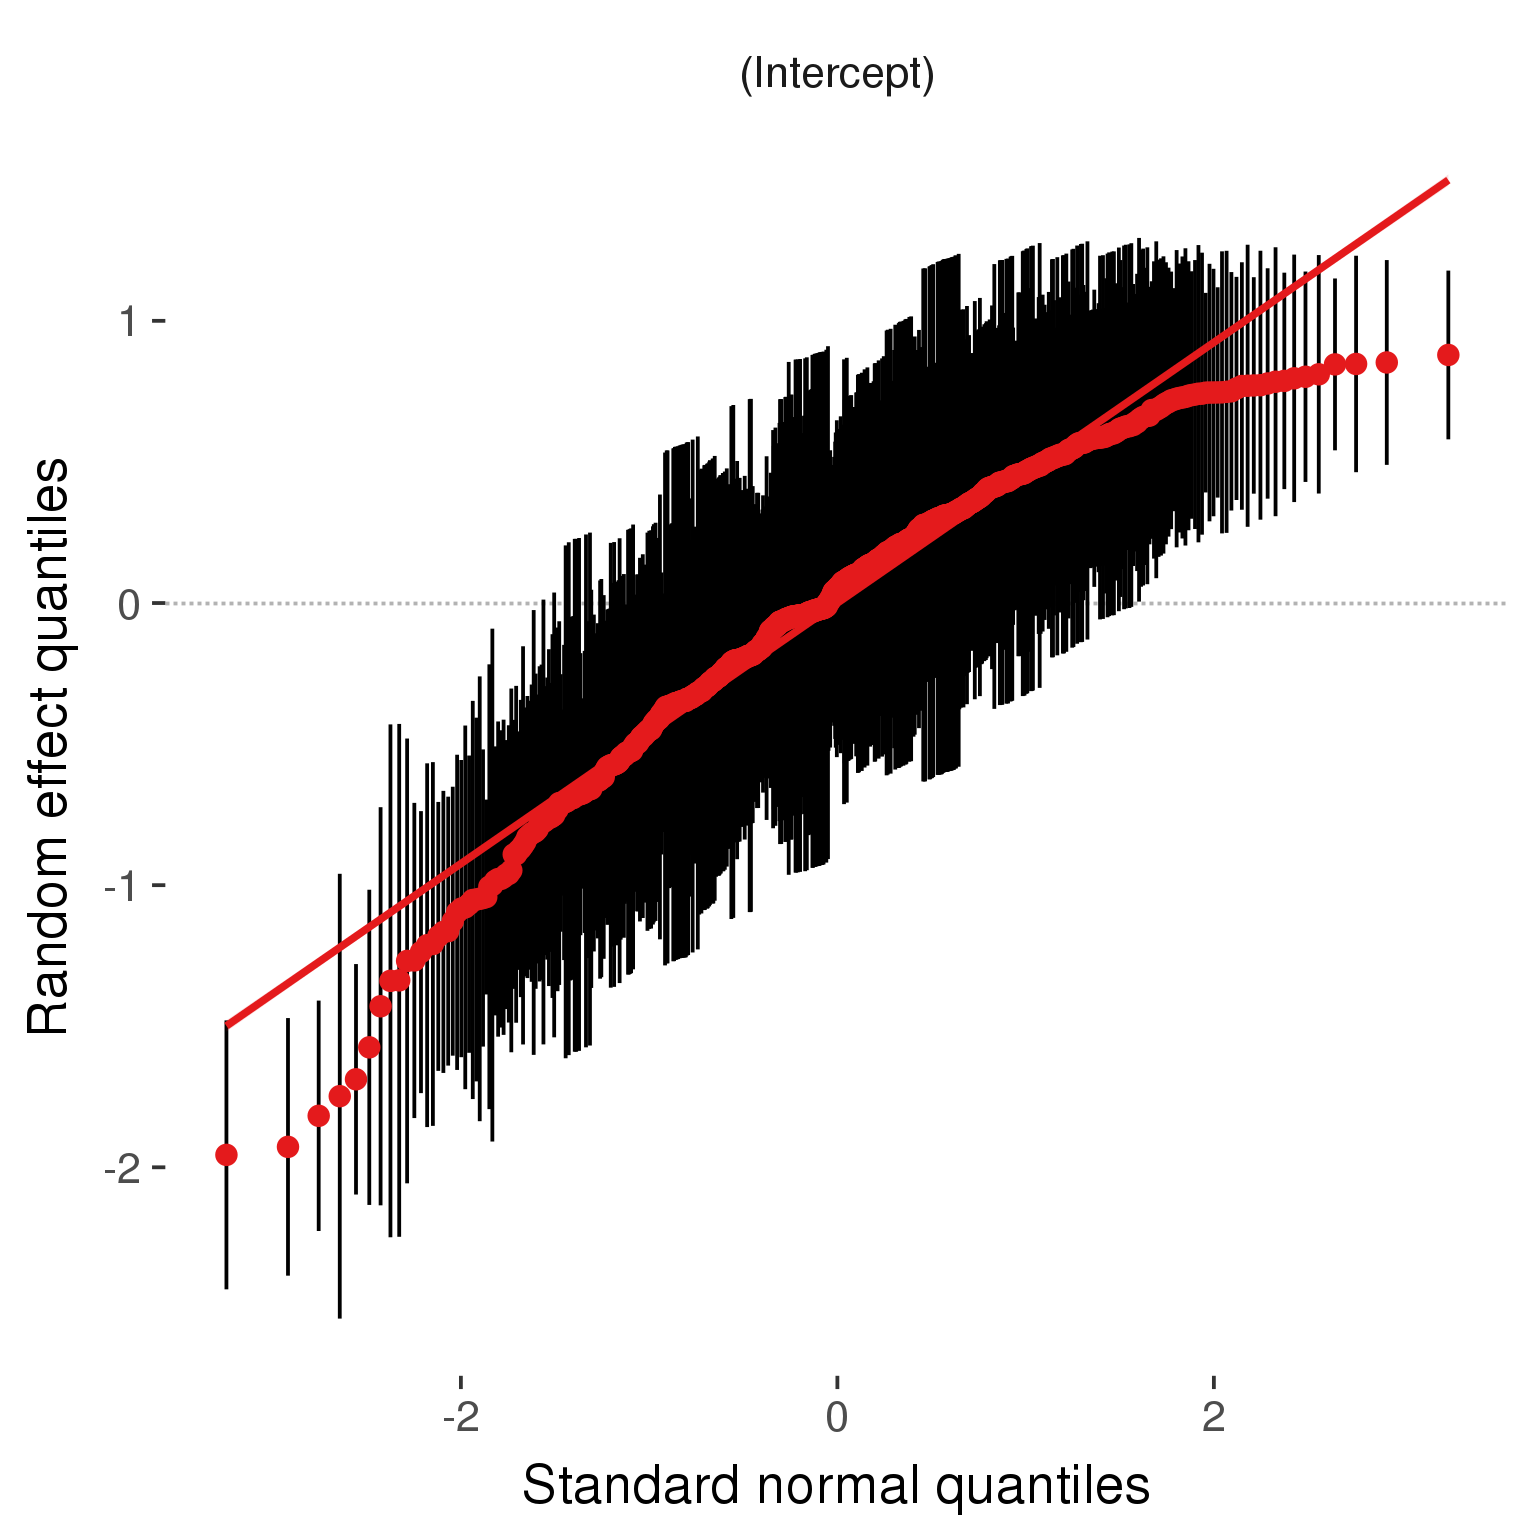 (Intercept)
Random effect quantiles
1
0
-1
-2
-2 0 2
Standard normal quantiles